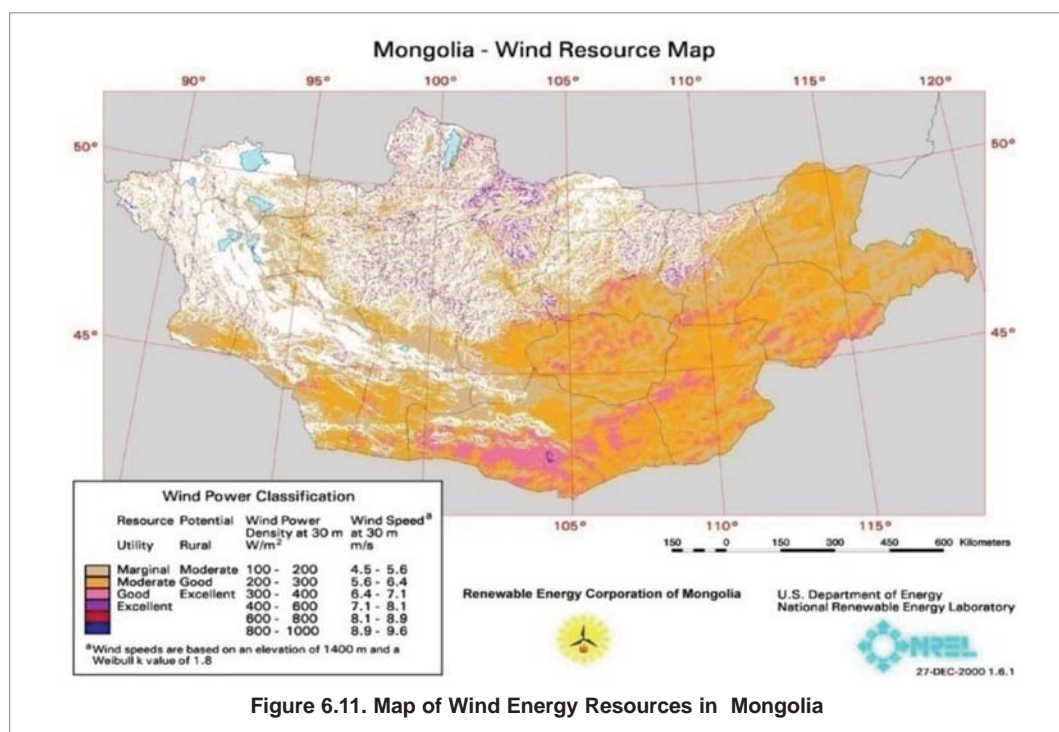 Mongolia - Wind Resource Map
90° 95° 100° 105° 110° 115° 120°
50° 50°
45° 45°
105° 110° 115°
Wind Power Classification
Resource Potential Wind Power Wind Speedᵃ
Density at 30 m at 30 m
Utility Rural W/m² m/s
Marginal Moderate 100 - 200 4.5 - 5.6
Moderate Good 200 - 300 5.6 - 6.4
Good Excellent 300 - 400 6.4 - 7.1
Excellent 400 - 600 7.1 - 8.1
600 - 800 8.1 - 8.9
800 - 1000 8.9 - 9.6
ᵃWind speeds are based on an elevation of 1400 m and a
Weibull k value of 1.8
150 0 150 300 450 600 Kilometers
Renewable Energy Corporation of Mongolia
U.S. Department of Energy
National Renewable Energy Laboratory
NREL
27-DEC-2000 1.6.1
Figure 6.11. Map of Wind Energy Resources in Mongolia